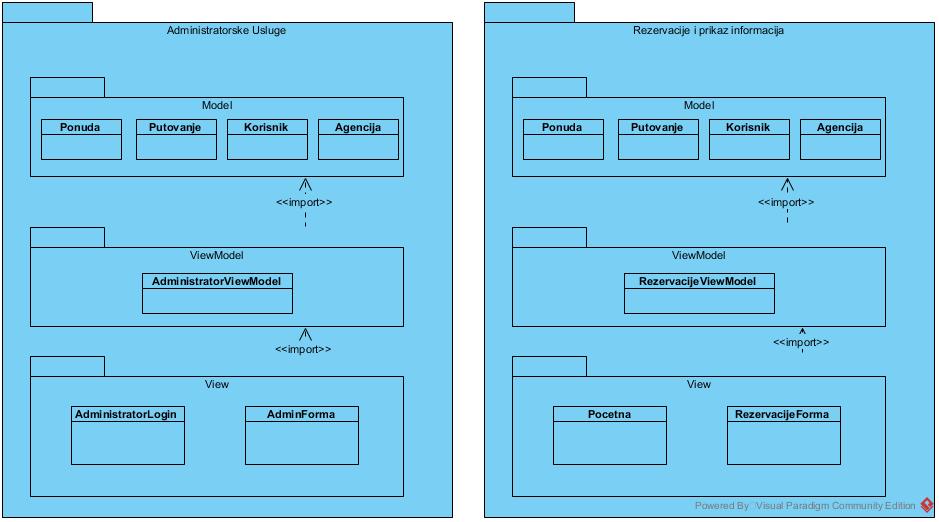 Administratorske Usluge
Model
Ponuda
Putovanje
Korisnik
Agencija
<<import>>
ViewModel
AdministratorViewModel
<<import>>
View
AdministratorLogin
AdminForma
Rezervacije i prikaz informacija
Model
Ponuda
Putovanje
Korisnik
Agencija
<<import>>
ViewModel
RezervacijeViewModel
<<import>>
View
Pocetna
RezervacijeForma
Powered By Visual Paradigm Community Edition